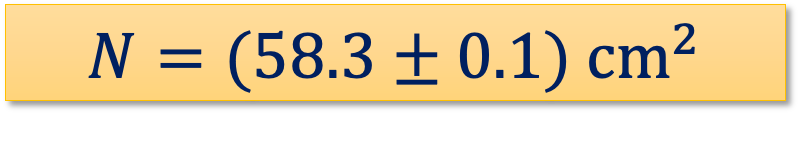 N = (58.3 ± 0.1) cm²